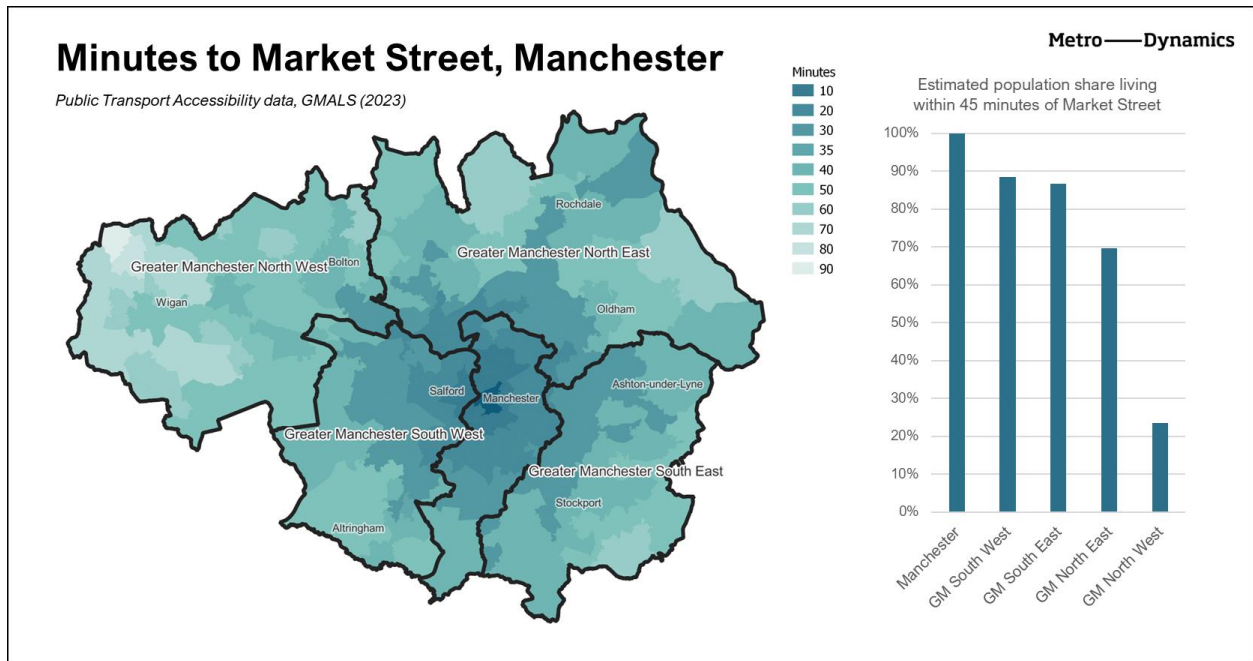 Minutes to Market Street, Manchester
Public Transport Accessibility data, GMALS (2023)
Metro——Dynamics
Minutes
10
20
30
35
40
50
60
70
80
90
Rochdale
Greater Manchester North East
Bolton
Greater Manchester North West
Wigan
Oldham
Ashton-under-Lyne
Salford
Manchester
Greater Manchester South West
Greater Manchester South East
Stockport
Altringham
Estimated population share living
within 45 minutes of Market Street
100%
90%
80%
70%
60%
50%
40%
30%
20%
10%
0%
Manchester
GM South West
GM South East
GM North East
GM North West